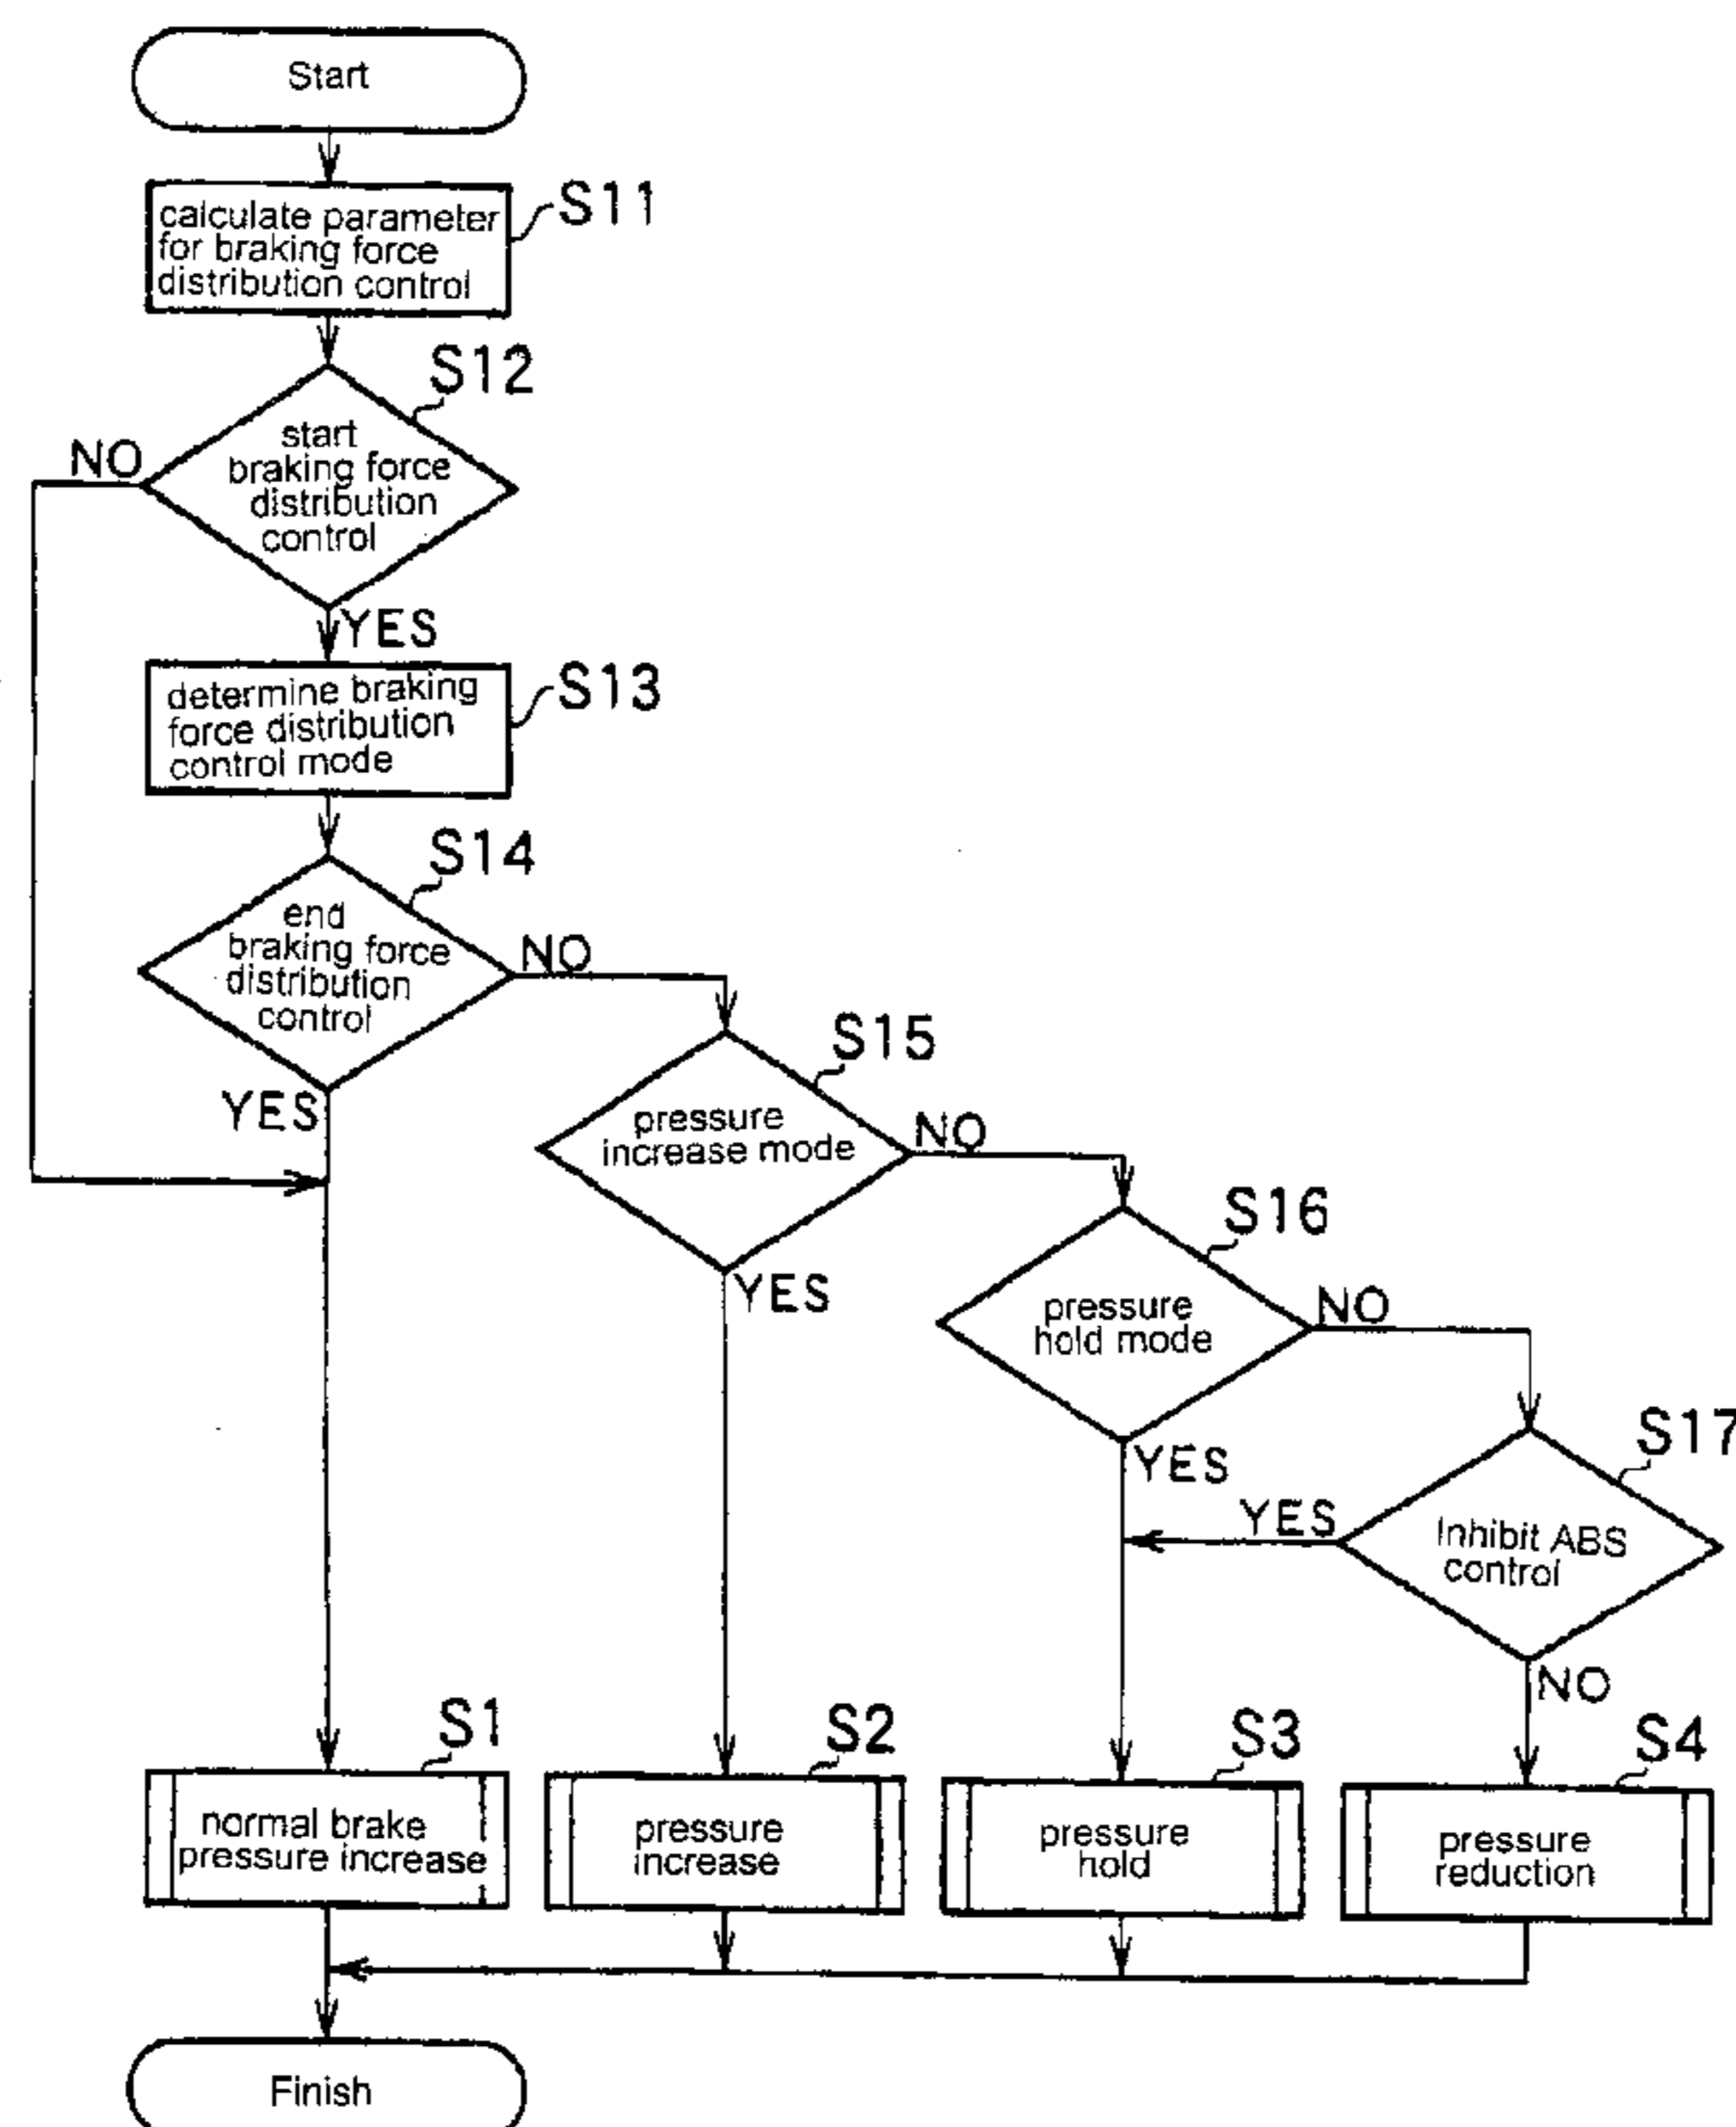 Start
calculate parameter
for braking force
distribution control
S11
S12
start
braking force
distribution
control
NO
YES
determine braking
force distribution
control mode
S13
S14
end
braking force
distribution
control
NO
YES
S15
pressure
increase mode
NO
YES
S16
pressure
hold mode
NO
YES
S17
Inhibit ABS
control
YES
NO
S1
normal brake
pressure increase
S2
pressure
increase
S3
pressure
hold
S4
pressure
reduction
Finish